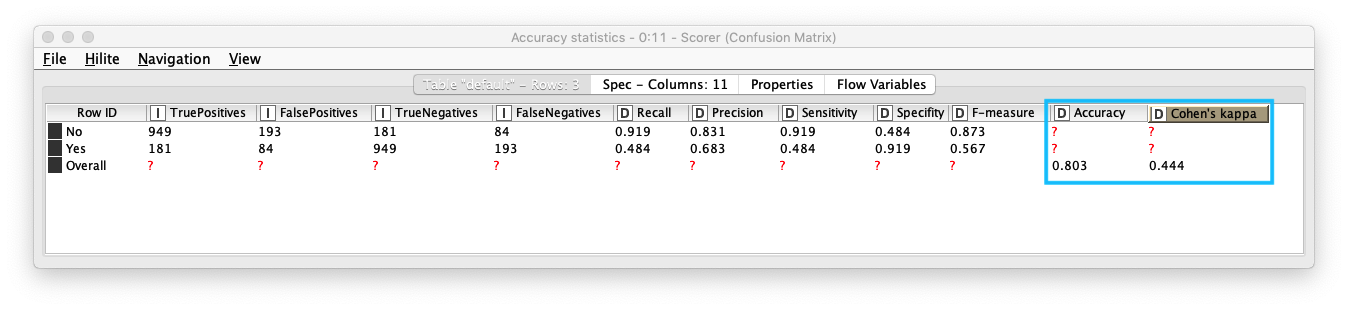 Accuracy statistics - 0:11 - Scorer (Confusion Matrix)
File Hilite Navigation View
Table "default" - Rows: 3 Spec - Columns: 11 Properties Flow Variables
Row ID I TruePositives I FalsePositives I TrueNegatives I FalseNegatives D Recall D Precision D Sensitivity D Specifity D F-measure D Accuracy D Cohen's kappa
No 949 193 181 84 0.919 0.831 0.919 0.484 0.873 ? ?
Yes 181 84 949 193 0.484 0.683 0.484 0.919 0.567 ? ?
Overall ? ? ? ? ? ? ? ? ? 0.803 0.444